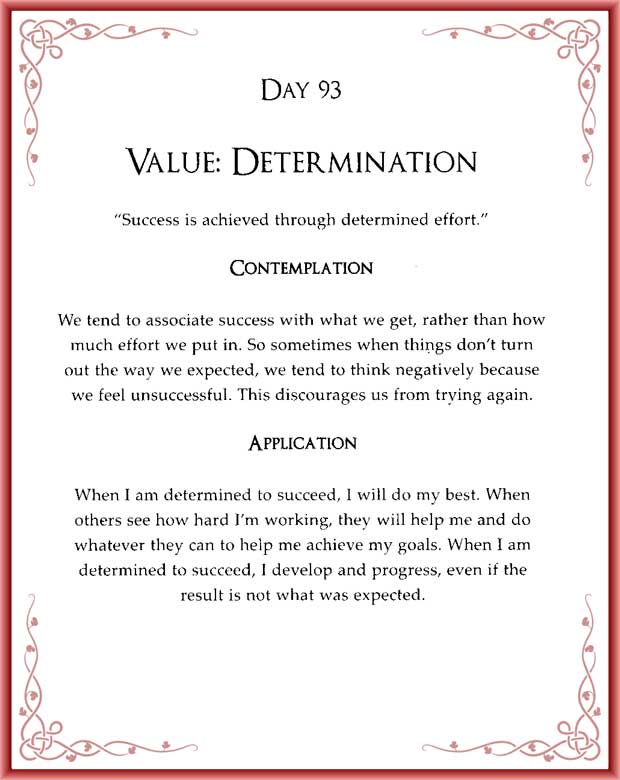 DAY 93
VALUE: DETERMINATION
"Success is achieved through determined effort."
CONTEMPLATION
We tend to associate success with what we get, rather than how
much effort we put in. So sometimes when things don't turn
out the way we expected, we tend to think negatively because
we feel unsuccessful. This discourages us from trying again.
APPLICATION
When I am determined to succeed, I will do my best. When
others see how hard I'm working, they will help me and do
whatever they can to help me achieve my goals. When I am
determined to succeed, I develop and progress, even if the
result is not what was expected.